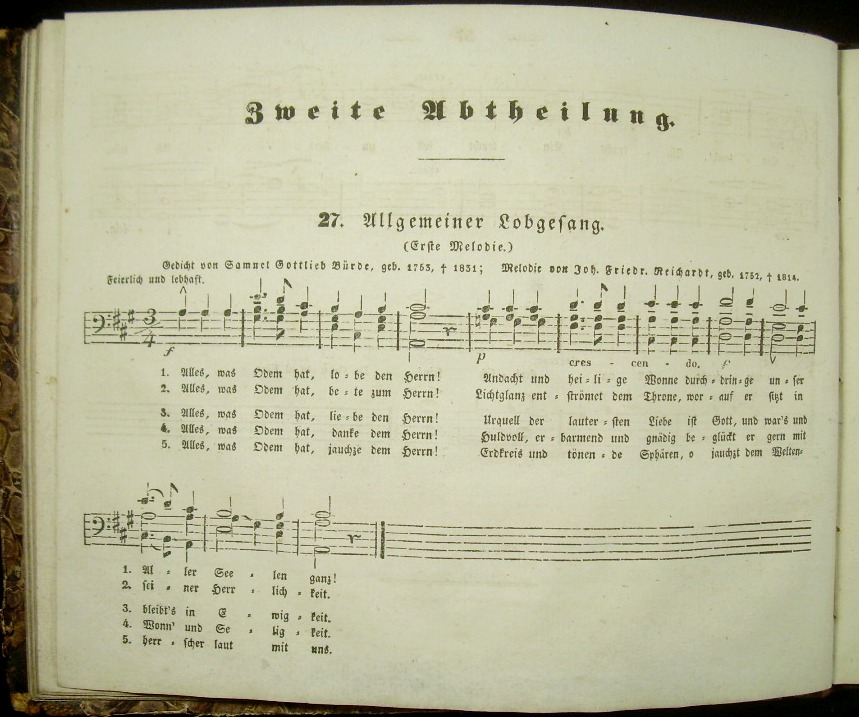 Zweite Abtheilung.
27. Allgemeiner Lobgesang.
(Erste Melodie.)
Gedicht von Samuel Gottlieb Bürde, geb. 1753, † 1831; Melodie von Joh. Friedr. Reichardt, geb. 1752, † 1814.
Feierlich und lebhaft.
3
4
f p cres - cen - do. f
1. Alles, was Odem hat, lo - be den Herrn! Andacht und hei - li - ge Wonne durch - drin - ge un - ser
2. Alles, was Odem hat, be - te zum Herrn! Lichtglanz ent - strömet dem Throne, wor - auf er sitzt in
3. Alles, was Odem hat, lie - be den Herrn! Urquell der lauter - sten Liebe ist Gott, und war's und
4. Alles, was Odem hat, danke dem Herrn! Huldvoll, er - barmend und gnädig be - glückt er gern mit
5. Alles, was Odem hat, jauchze dem Herrn! Erdkreis und tönen - de Sphären, o jauchzt dem Welten-
1. Al - ler See - len ganz!
2. sei - ner Herr - lich - keit.
3. bleibt's in E - wig - keit.
4. Wonn' und Se - lig - keit.
5. herr - scher laut mit uns.